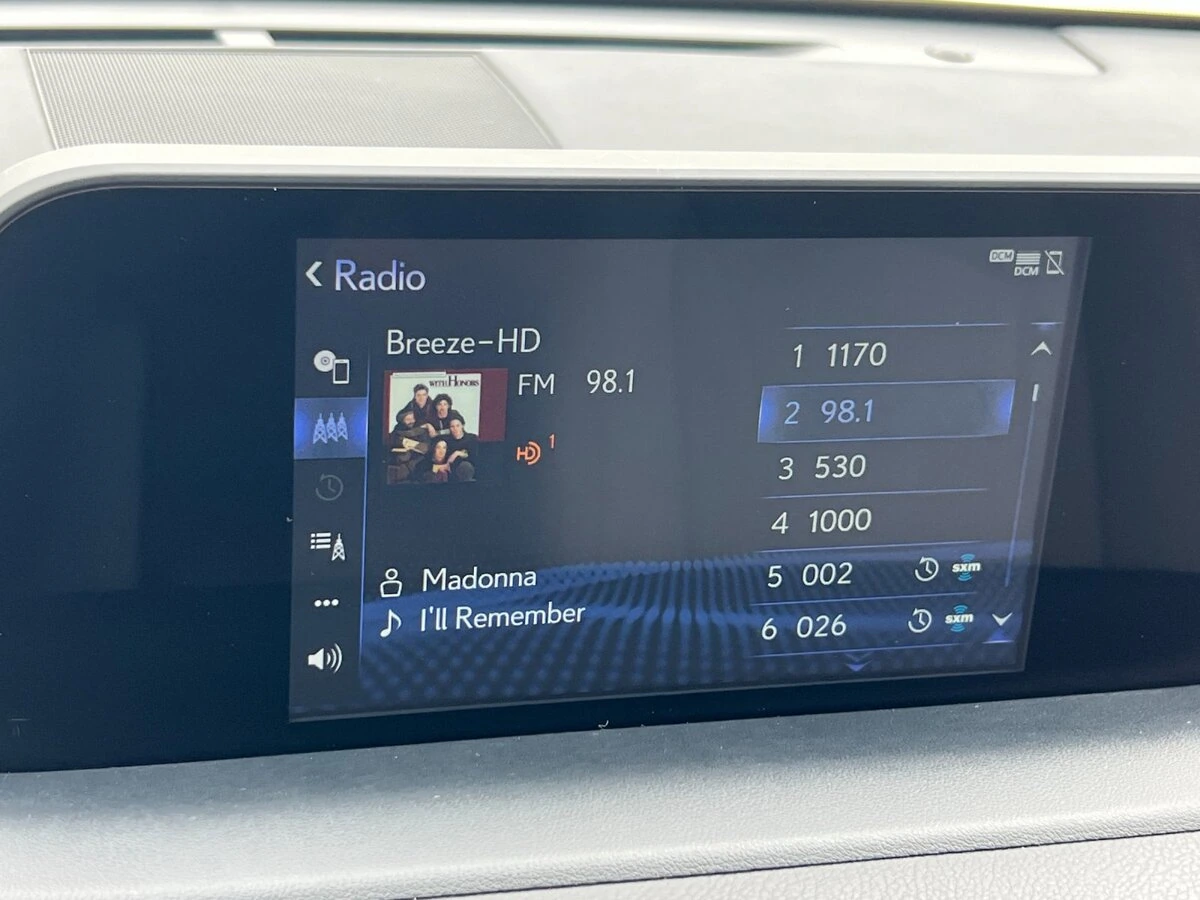 Radio
DCM
DCM
Breeze-HD
WITH HONORS
FM 98.1
HD 1
Madonna
I'll Remember
1 1170
2 98.1
3 530
4 1000
5 002 sxm
6 026 sxm